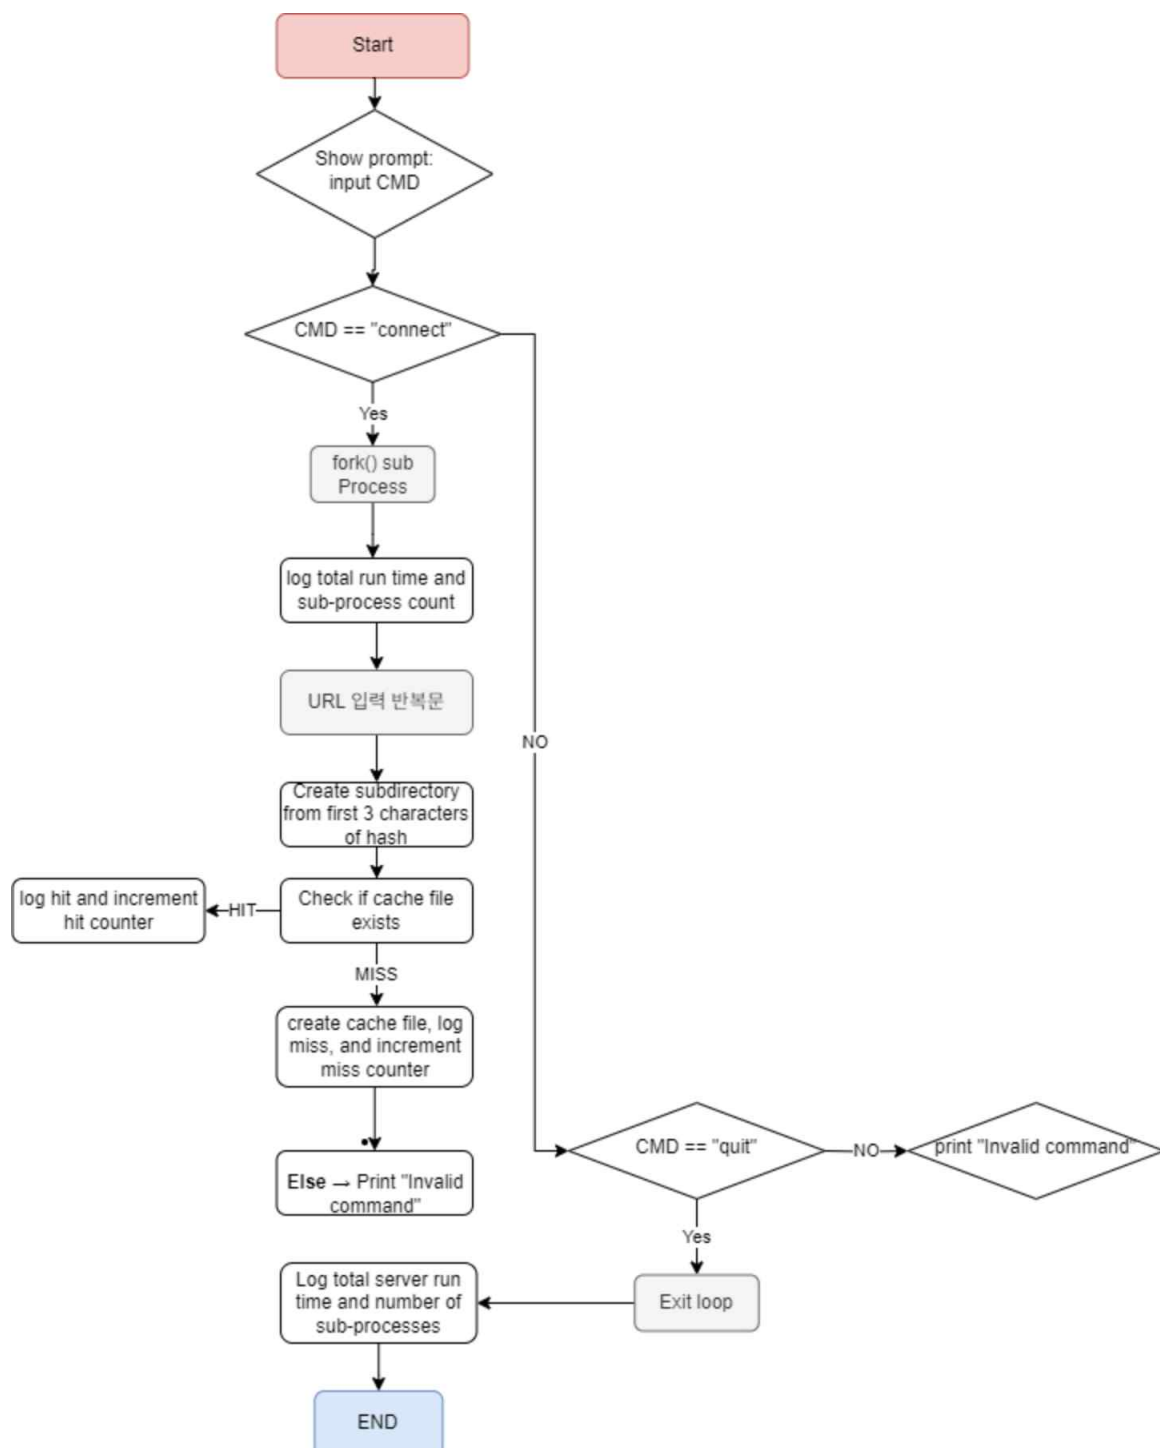 Start
Show prompt:
input CMD
CMD == "connect"
Yes
fork() sub
Process
log total run time and
sub-process count
URL 입력 반복문
NO
Create subdirectory
from first 3 characters
of hash
log hit and increment
hit counter
HIT
Check if cache file
exists
MISS
create cache file, log
miss, and increment
miss counter
CMD == "quit"
NO
print "Invalid command"
• 
Else → Print "Invalid
command"
Yes
Log total server run
time and number of
sub-processes
Exit loop
END